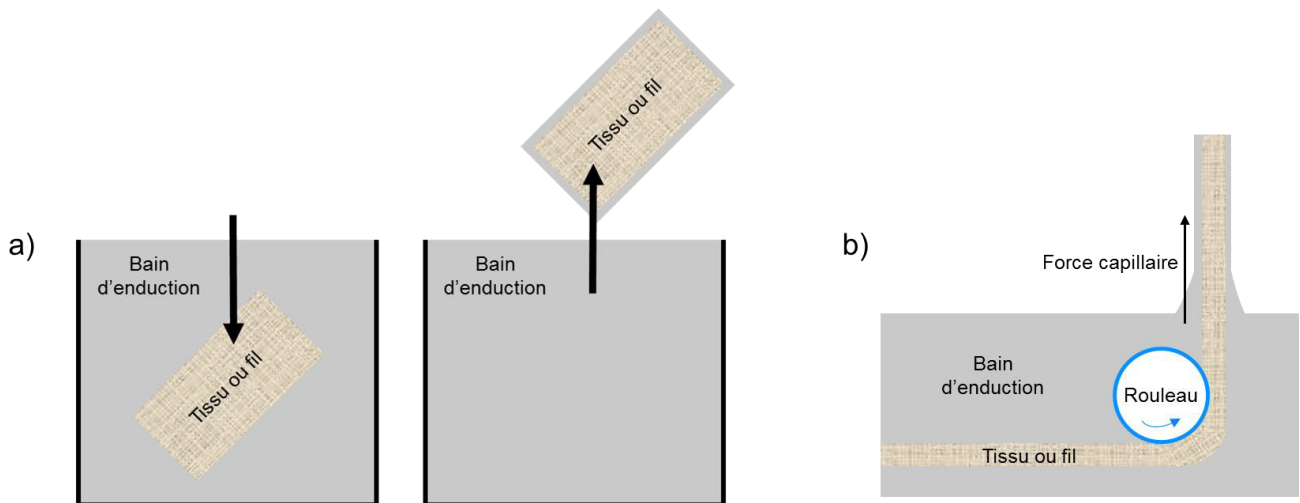 a)
Bain
d'enduction
Tissu ou fil
Bain
d'enduction
Tissu ou fil
b)
Force capillaire
Bain
d'enduction
Rouleau
Tissu ou fil